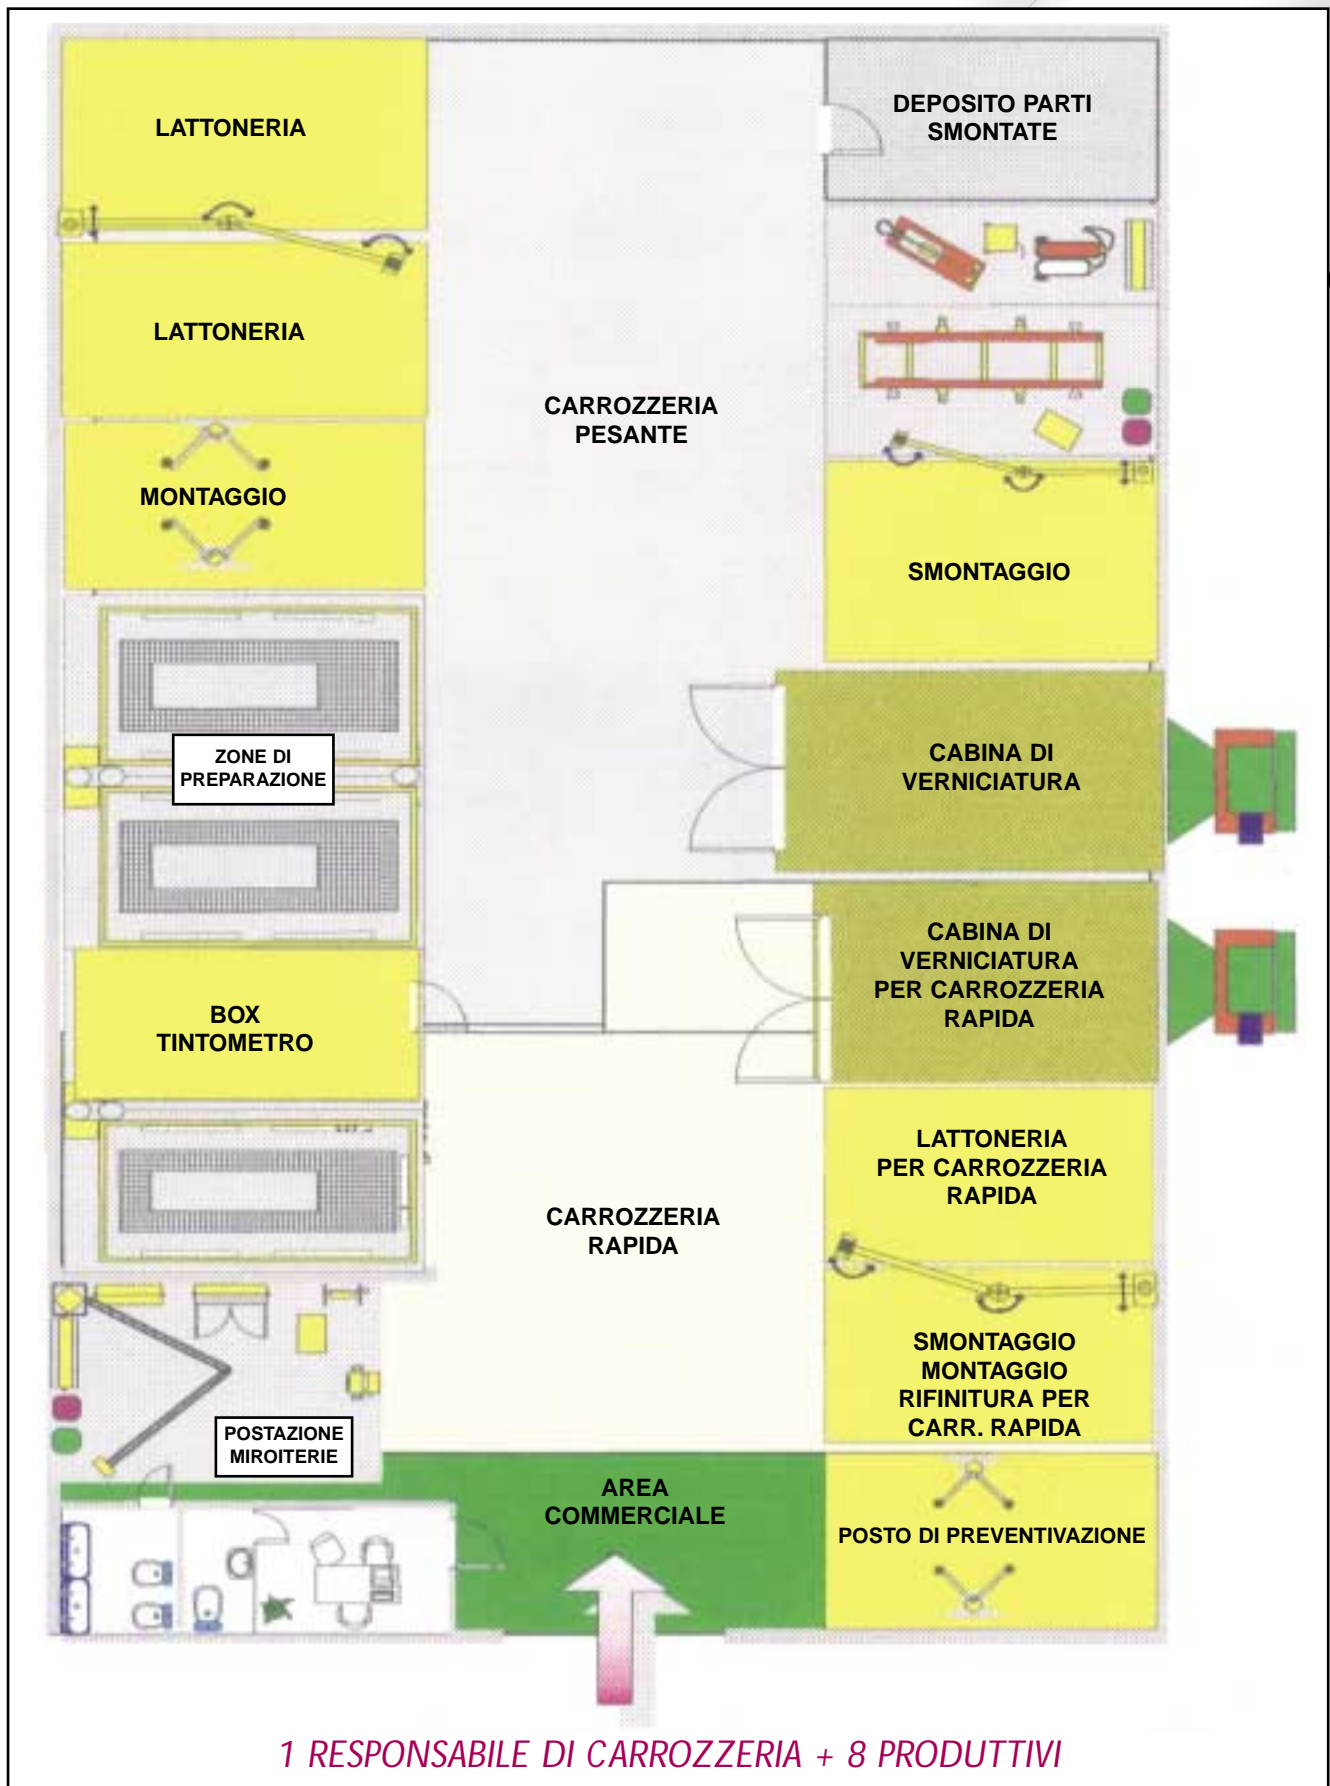 LATTONERIA
DEPOSITO PARTI
SMONTATE
LATTONERIA
CARROZZERIA
PESANTE
MONTAGGIO
SMONTAGGIO
ZONE DI
PREPARAZIONE
CABINA DI
VERNICIATURA
CABINA DI
VERNICIATURA
PER CARROZZERIA
RAPIDA
BOX
TINTOMETRO
LATTONERIA
PER CARROZZERIA
RAPIDA
CARROZZERIA
RAPIDA
SMONTAGGIO
MONTAGGIO
RIFINITURA PER
CARR. RAPIDA
POSTAZIONE
MIROITERIE
AREA
COMMERCIALE
POSTO DI PREVENTIVAZIONE
1 RESPONSABILE DI CARROZZERIA + 8 PRODUTTIVI